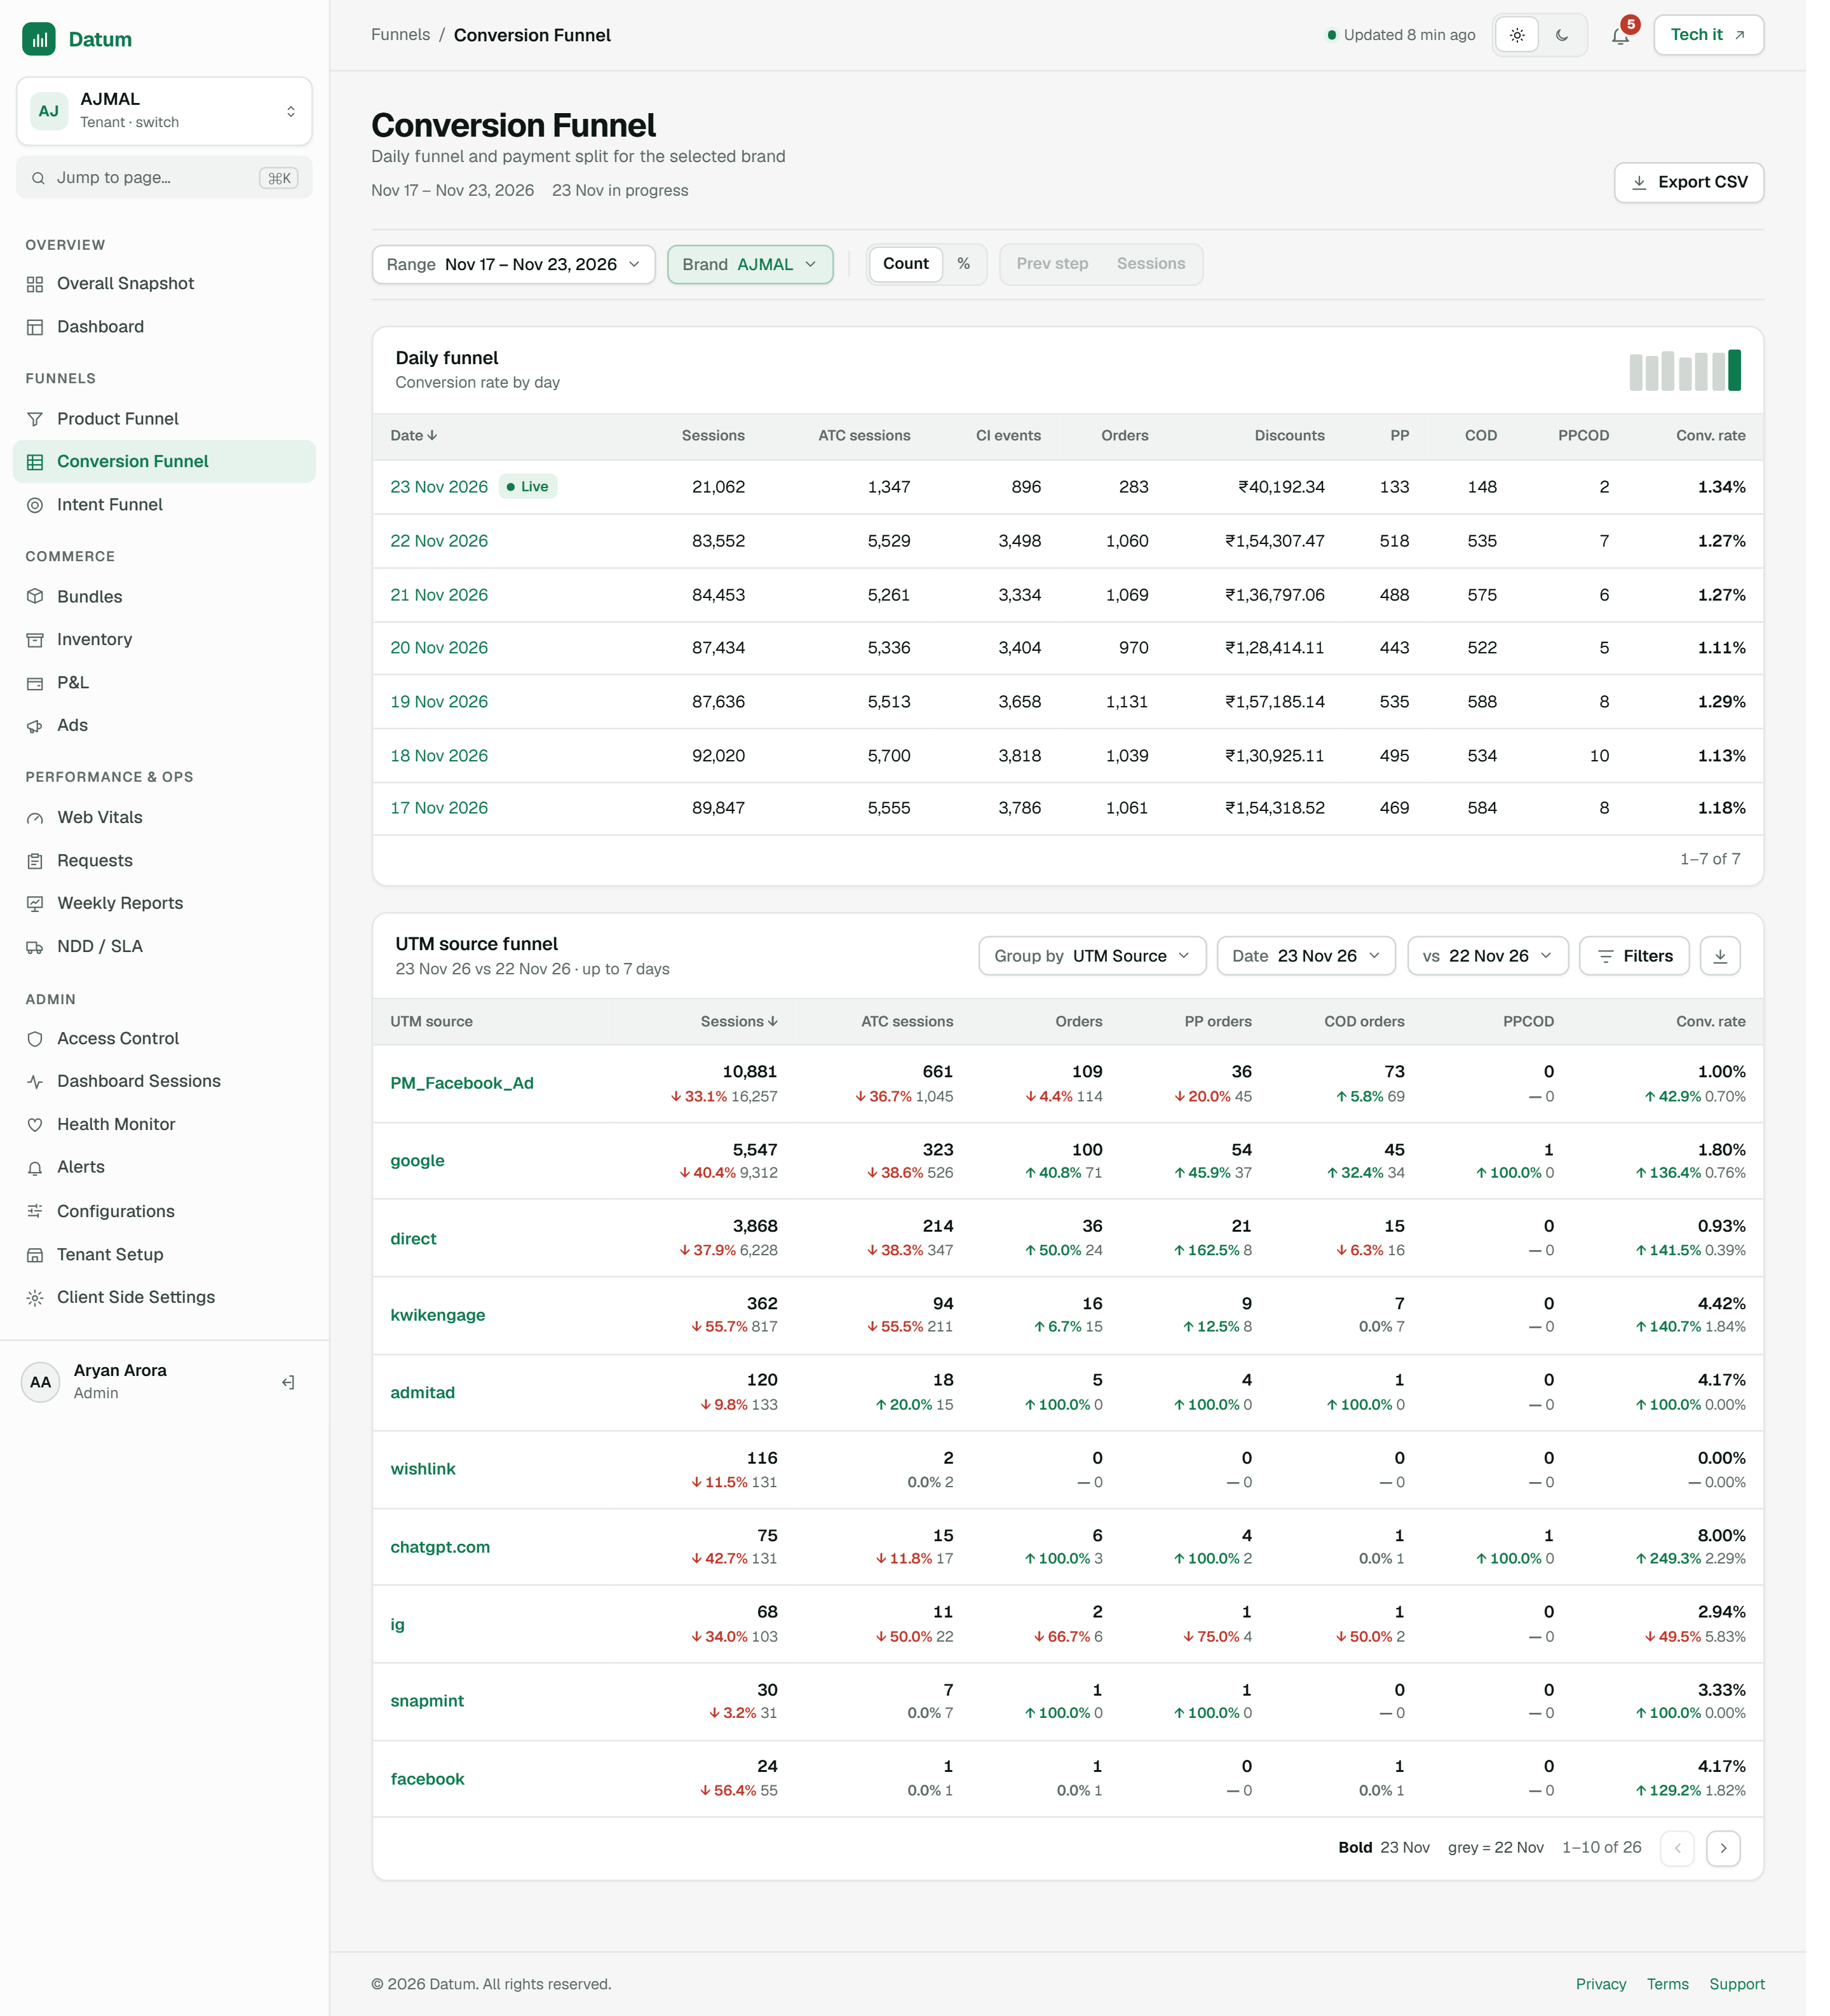 Datum
AJ
AJMAL
Tenant · switch
Jump to page...
⌘K
OVERVIEW
Overall Snapshot
Dashboard
FUNNELS
Product Funnel
Conversion Funnel
Intent Funnel
COMMERCE
Bundles
Inventory
P&L
Ads
PERFORMANCE & OPS
Web Vitals
Requests
Weekly Reports
NDD / SLA
ADMIN
Access Control
Dashboard Sessions
Health Monitor
Alerts
Configurations
Tenant Setup
Client Side Settings
AA
Aryan Arora
Admin
Funnels / Conversion Funnel
Updated 8 min ago
5
Tech it ↗
Conversion Funnel
Daily funnel and payment split for the selected brand
Nov 17 – Nov 23, 2026 23 Nov in progress
Export CSV
Range Nov 17 – Nov 23, 2026 Brand AJMAL Count % Prev step Sessions
Daily funnel
Conversion rate by day
Date ↓ Sessions ATC sessions CI events Orders Discounts PP COD PPCOD Conv. rate
23 Nov 2026 Live 21,062 1,347 896 283 ₹40,192.34 133 148 2 1.34%
22 Nov 2026 83,552 5,529 3,498 1,060 ₹1,54,307.47 518 535 7 1.27%
21 Nov 2026 84,453 5,261 3,334 1,069 ₹1,36,797.06 488 575 6 1.27%
20 Nov 2026 87,434 5,336 3,404 970 ₹1,28,414.11 443 522 5 1.11%
19 Nov 2026 87,636 5,513 3,658 1,131 ₹1,57,185.14 535 588 8 1.29%
18 Nov 2026 92,020 5,700 3,818 1,039 ₹1,30,925.11 495 534 10 1.13%
17 Nov 2026 89,847 5,555 3,786 1,061 ₹1,54,318.52 469 584 8 1.18%
1–7 of 7
UTM source funnel
23 Nov 26 vs 22 Nov 26 · up to 7 days
Group by UTM Source Date 23 Nov 26 vs 22 Nov 26 Filters
UTM source Sessions ↓ ATC sessions Orders PP orders COD orders PPCOD Conv. rate
PM_Facebook_Ad
10,881 661 109 36 73 0 1.00%
↓ 33.1% 16,257 ↓ 36.7% 1,045 ↓ 4.4% 114 ↓ 20.0% 45 ↑ 5.8% 69 — 0 ↑ 42.9% 0.70%
google
5,547 323 100 54 45 1 1.80%
↓ 40.4% 9,312 ↓ 38.6% 526 ↑ 40.8% 71 ↑ 45.9% 37 ↑ 32.4% 34 ↑ 100.0% 0 ↑ 136.4% 0.76%
direct
3,868 214 36 21 15 0 0.93%
↓ 37.9% 6,228 ↓ 38.3% 347 ↑ 50.0% 24 ↑ 162.5% 8 ↓ 6.3% 16 — 0 ↑ 141.5% 0.39%
kwikengage
362 94 16 9 7 0 4.42%
↓ 55.7% 817 ↓ 55.5% 211 ↑ 6.7% 15 ↑ 12.5% 8 0.0% 7 — 0 ↑ 140.7% 1.84%
admitad
120 18 5 4 1 0 4.17%
↓ 9.8% 133 ↑ 20.0% 15 ↑ 100.0% 0 ↑ 100.0% 0 ↑ 100.0% 0 — 0 ↑ 100.0% 0.00%
wishlink
116 2 0 0 0 0 0.00%
↓ 11.5% 131 0.0% 2 — 0 — 0 — 0 — 0 — 0.00%
chatgpt.com
75 15 6 4 1 1 8.00%
↓ 42.7% 131 ↓ 11.8% 17 ↑ 100.0% 3 ↑ 100.0% 2 0.0% 1 ↑ 100.0% 0 ↑ 249.3% 2.29%
ig
68 11 2 1 1 0 2.94%
↓ 34.0% 103 ↓ 50.0% 22 ↓ 66.7% 6 ↓ 75.0% 4 ↓ 50.0% 2 — 0 ↓ 49.5% 5.83%
snapmint
30 7 1 1 0 0 3.33%
↓ 3.2% 31 0.0% 7 ↑ 100.0% 0 ↑ 100.0% 0 — 0 — 0 ↑ 100.0% 0.00%
facebook
24 1 1 0 1 0 4.17%
↓ 56.4% 55 0.0% 1 0.0% 1 — 0 0.0% 1 — 0 ↑ 129.2% 1.82%
Bold 23 Nov grey = 22 Nov 1–10 of 26
© 2026 Datum. All rights reserved.
Privacy Terms Support